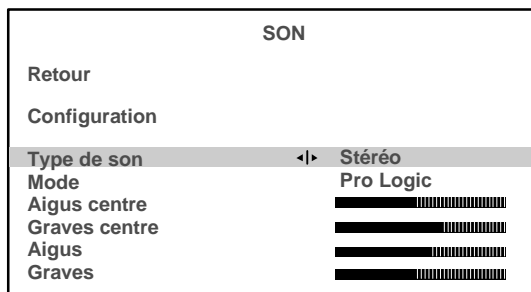 SON
Retour
Configuration
Type de son Stéréo
Mode Pro Logic
Aigus centre
Graves centre
Aigus
Graves